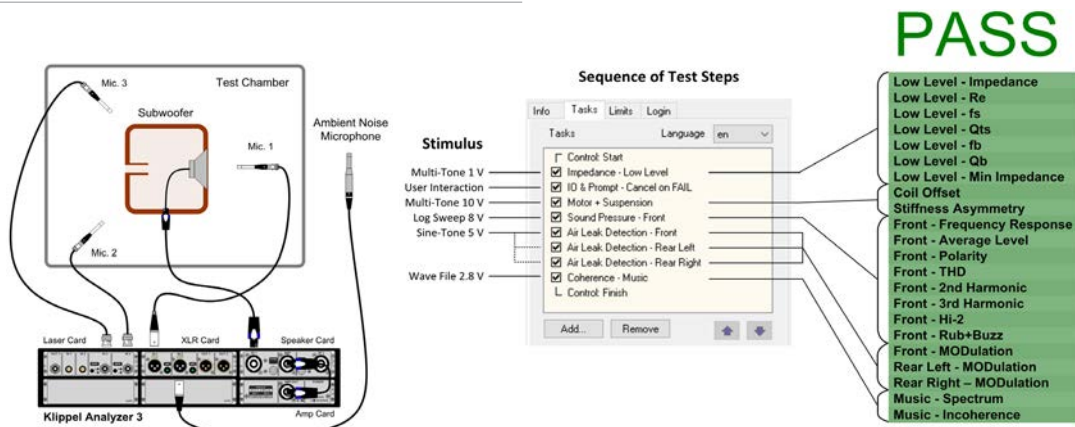 Test Chamber
Mic. 3
Subwoofer
Mic. 1
Ambient Noise
Microphone
Mic. 2
Laser Card
XLR Card
Speaker Card
Klippel Analyzer 3
Amp Card
Sequence of Test Steps
Stimulus
Multi-Tone 1 V
User Interaction
Multi-Tone 10 V
Log Sweep 8 V
Sine-Tone 5 V
Wave File 2.8 V
Info Tasks Limits Login
Tasks Language en
Control: Start
Impedance - Low Level
IO & Prompt - Cancel on FAIL
Motor + Suspension
Sound Pressure - Front
Air Leak Detection - Front
Air Leak Detection - Rear Left
Air Leak Detection - Rear Right
Coherence - Music
Control: Finish
Add... Remove
PASS
Low Level - Impedance
Low Level - Re
Low Level - fs
Low Level - Qts
Low Level - fb
Low Level - Qb
Low Level - Min Impedance
Coil Offset
Stiffness Asymmetry
Front - Frequency Response
Front - Average Level
Front - Polarity
Front - THD
Front - 2nd Harmonic
Front - 3rd Harmonic
Front - Hi-2
Front - Rub+Buzz
Front - MODulation
Rear Left - MODulation
Rear Right – MODulation
Music - Spectrum
Music - Incoherence